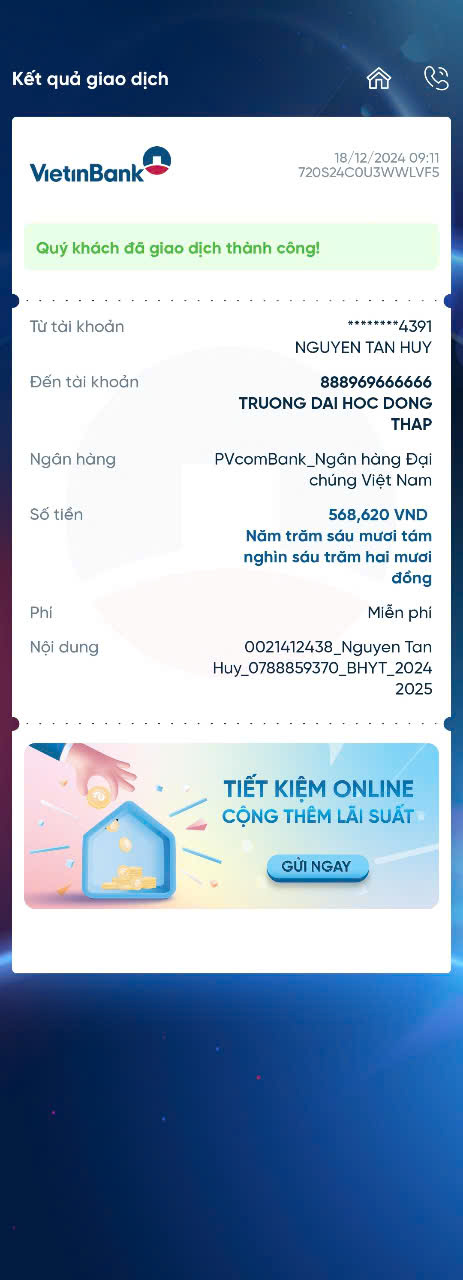 Kết quả giao dịch
VietinBank
18/12/2024 09:11
720S24C0U3WWLVF5
Quý khách đã giao dịch thành công!
Từ tài khoản
********4391
NGUYEN TAN HUY
Đến tài khoản
888969666666
TRUONG DAI HOC DONG
THAP
Ngân hàng
PVcomBank_Ngân hàng Đại
chúng Việt Nam
Số tiền
568,620 VND
Năm trăm sáu mươi tám
nghìn sáu trăm hai mươi
đồng
Phí
Miễn phí
Nội dung
0021412438_Nguyen Tan
Huy_0788859370_BHYT_2024
2025
TIẾT KIỆM ONLINE
CỘNG THÊM LÃI SUẤT
GỬI NGAY